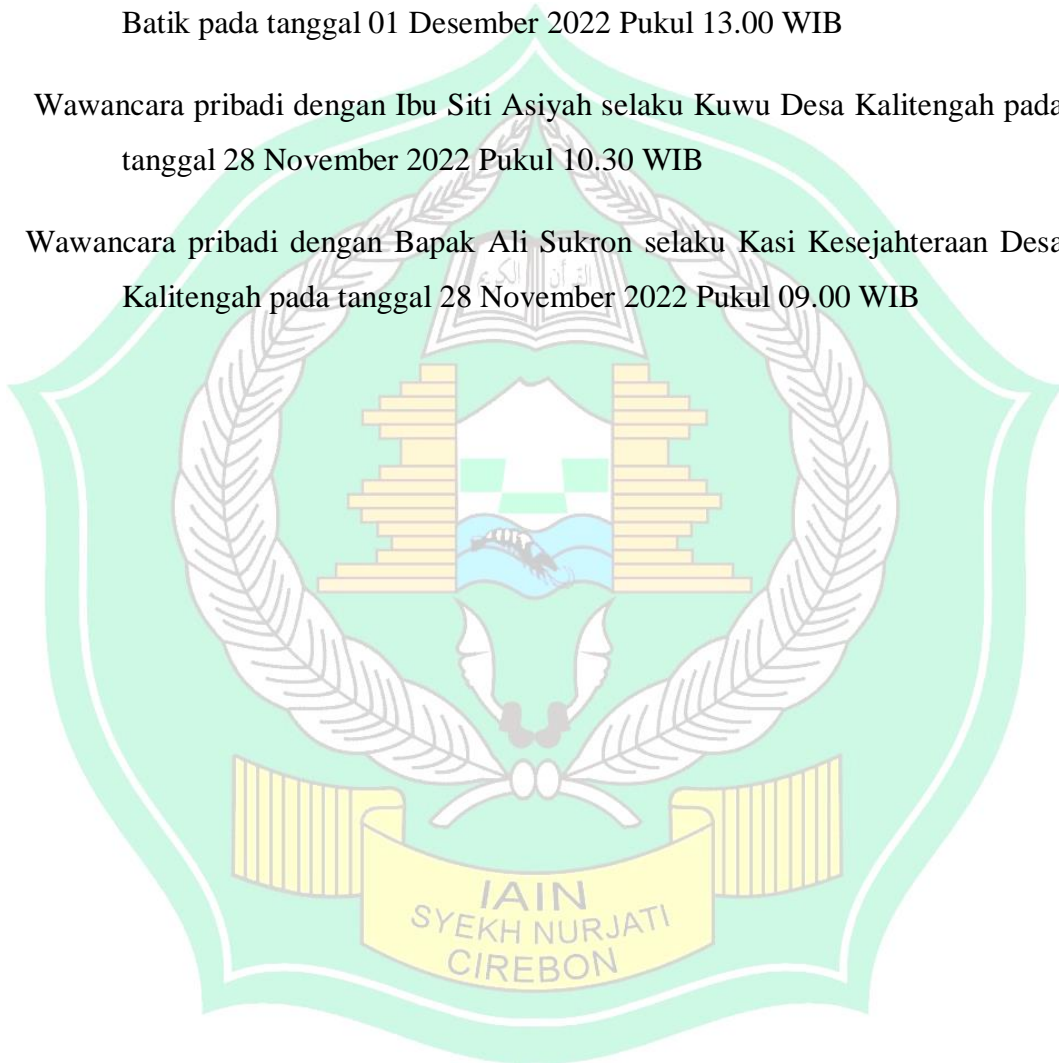 Batik pada tanggal 01 Desember 2022 Pukul 13.00 WIB
Wawancara pribadi dengan Ibu Siti Asiyah selaku Kuwu Desa Kalitengah pada
tanggal 28 November 2022 Pukul 10.30 WIB
Wawancara pribadi dengan Bapak Ali Sukron selaku Kasi Kesejahteraan Desa
Kalitengah pada tanggal 28 November 2022 Pukul 09.00 WIB
القرآن الكريم
IAIN
SYEKH NURJATI
CIREBON